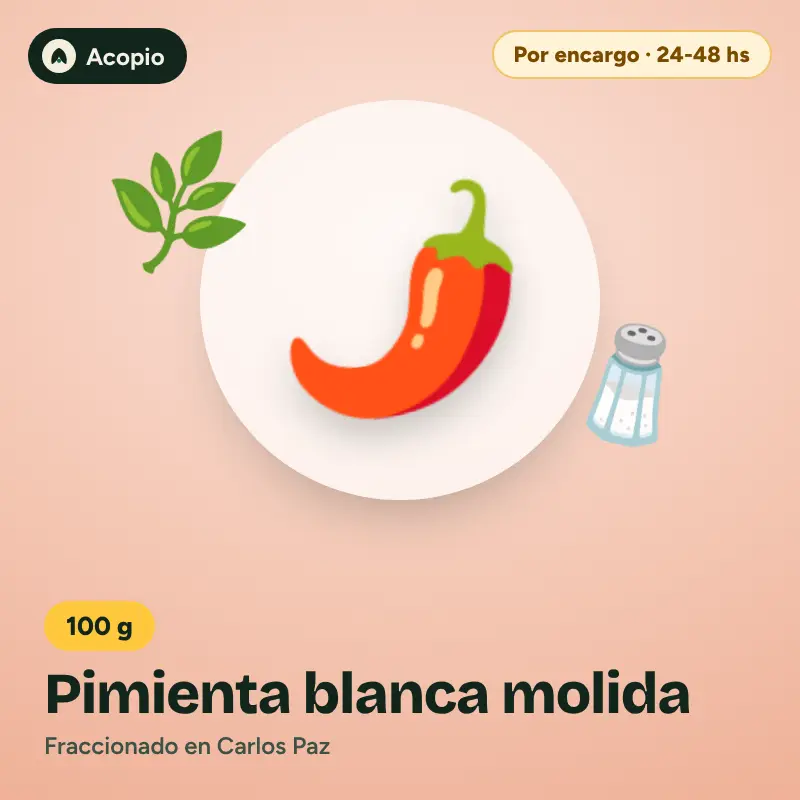 Acopio
Por encargo · 24-48 hs
100 g
Pimienta blanca molida
Fraccionado en Carlos Paz